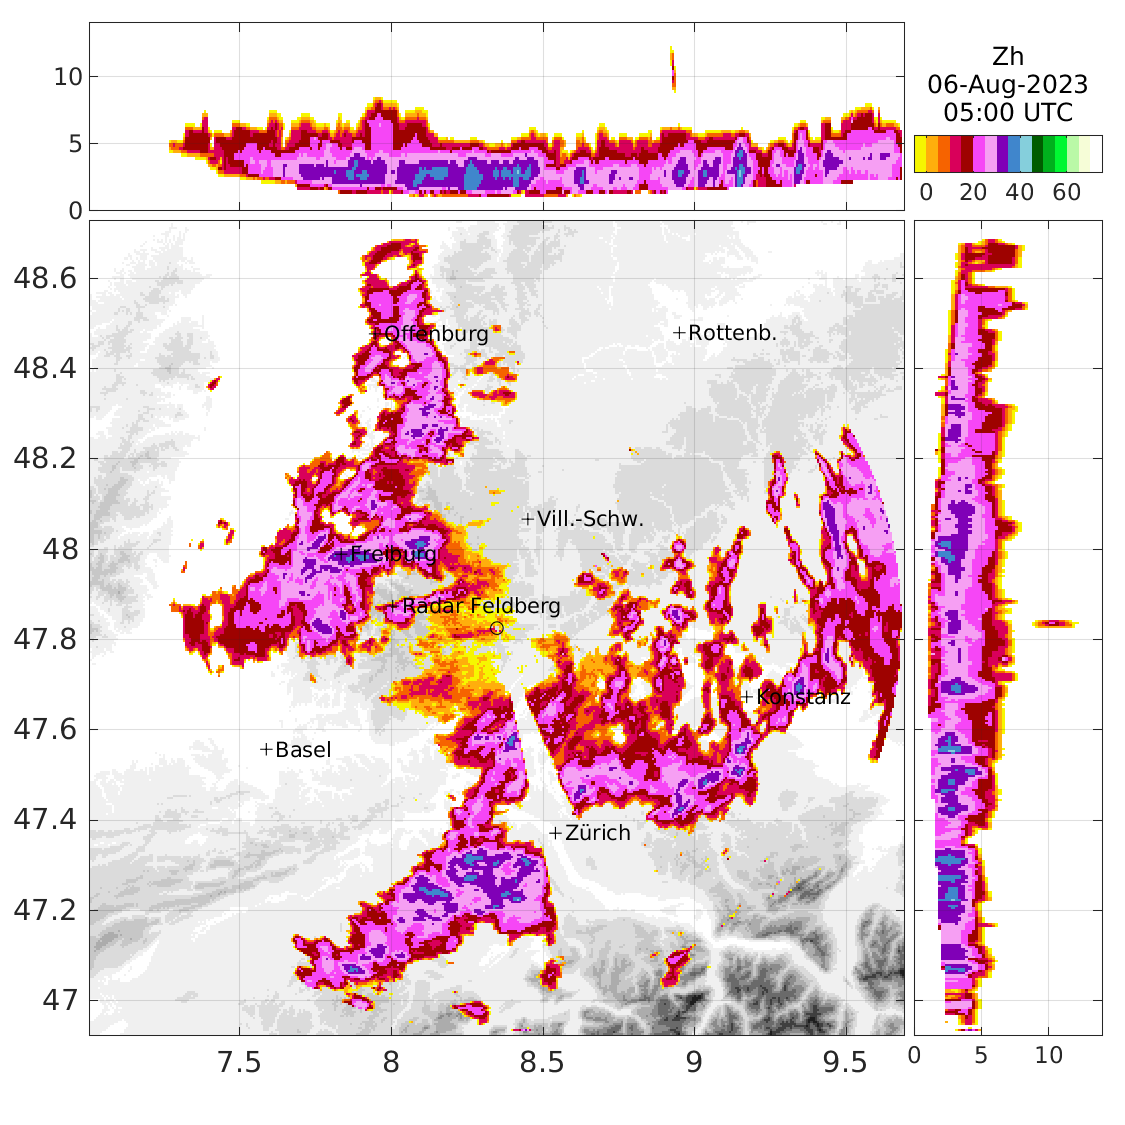 10
5
0
Zh
06-Aug-2023
05:00 UTC
0 20 40 60
48.6
48.4
48.2
48
47.8
47.6
47.4
47.2
47
Offenburg
Rottenb.
Vill.-Schw.
Freiburg
Radar Feldberg
Konstanz
Basel
Zürich
7.5 8 8.5 9 9.5
0 5 10